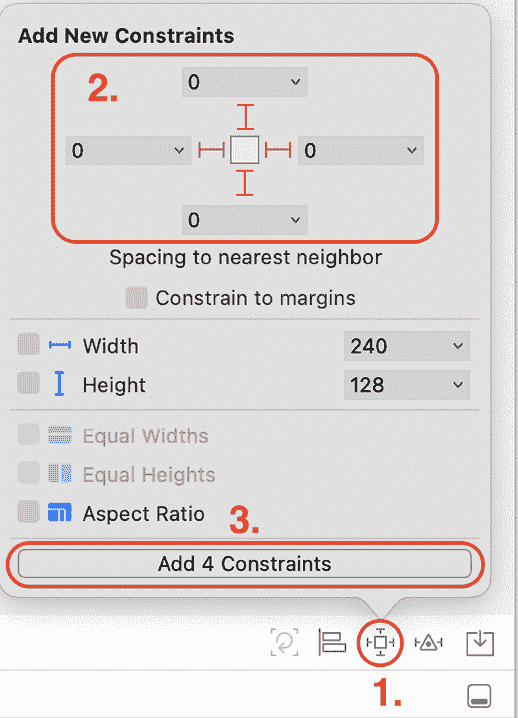 Add New Constraints
2.
0
0
0
0
Spacing to nearest neighbor
Constrain to margins
Width
240
Height
128
Equal Widths
Equal Heights
Aspect Ratio
3.
Add 4 Constraints
1.